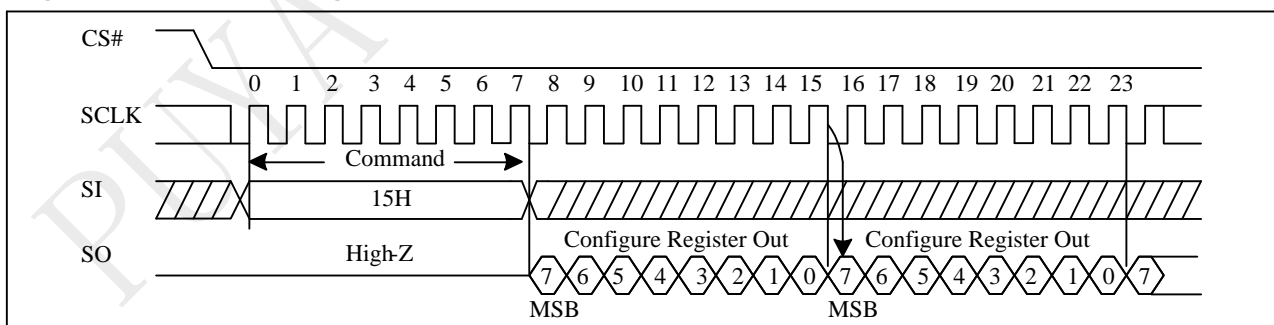 CS#
0 1 2 3 4 5 6 7 8 9 10 11 12 13 14 15 16 17 18 19 20 21 22 23
SCLK
Command
SI
15H
SO
High-Z
Configure Register Out
Configure Register Out
7 6 5 4 3 2 1 0 7 6 5 4 3 2 1 0 7
MSB
MSB
PUYA